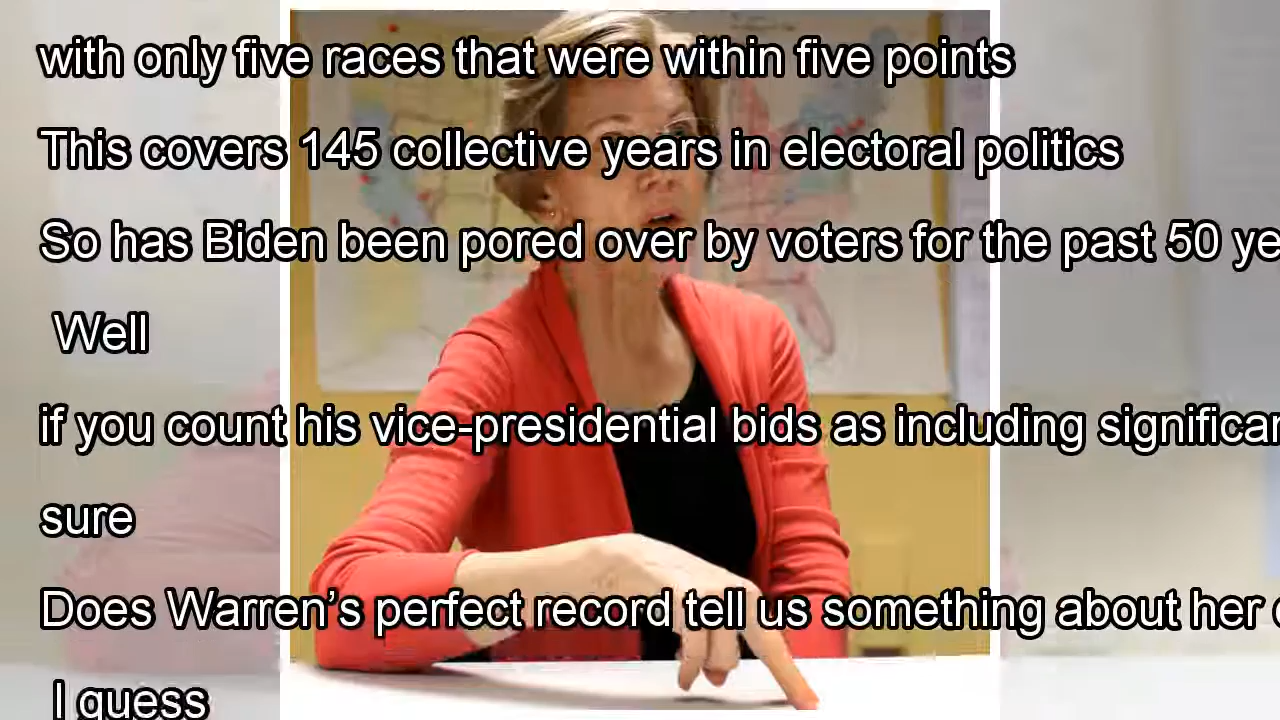 with only five races that were within five points
This covers 145 collective years in electoral politics
So has Biden been pored over by voters for the past 50
Well
if you count his vice-presidential bids as including
sure
Does Warren’s perfect record tell us something about her
I guess